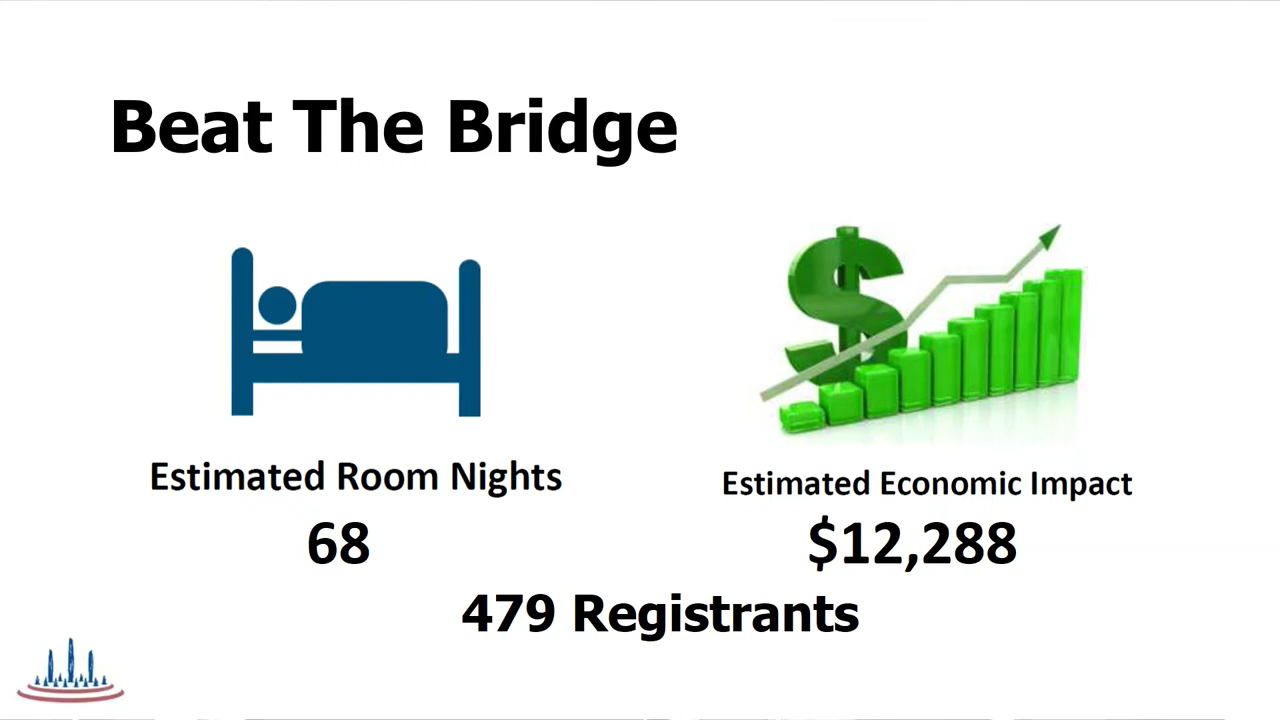 Beat The Bridge
Estimated Room Nights
68
Estimated Economic Impact
$12,288
479 Registrants